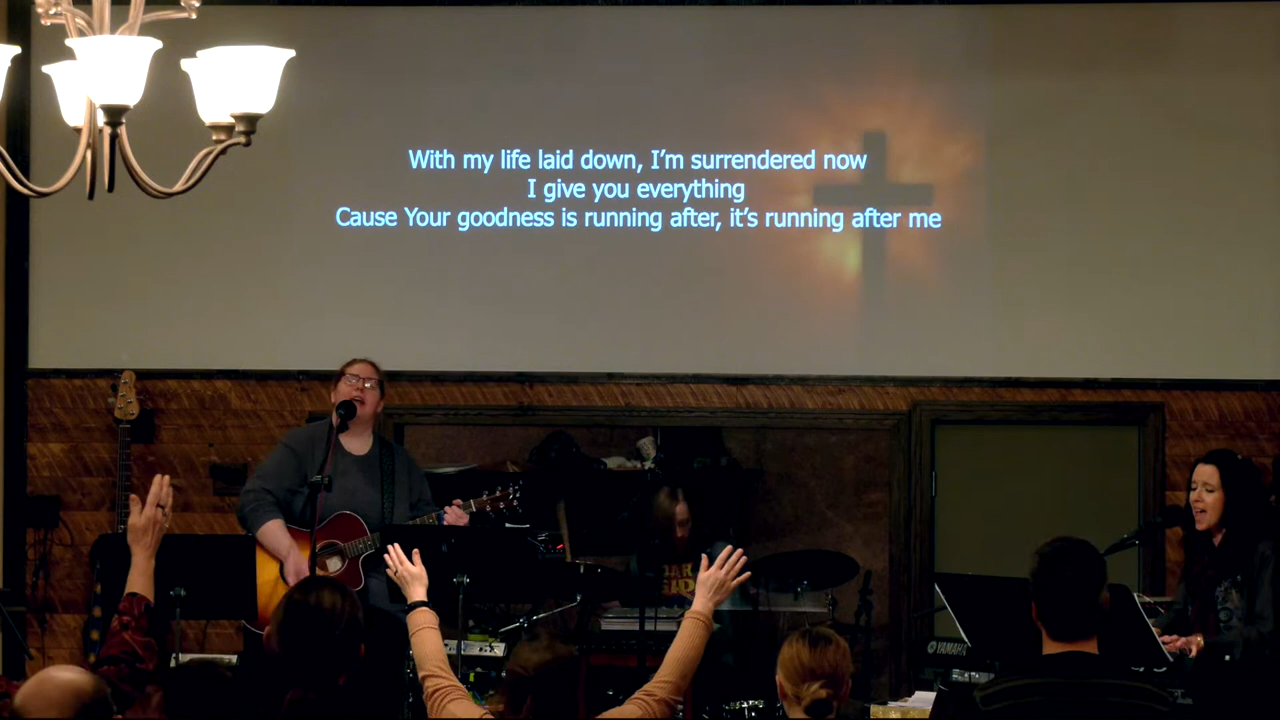 With my life laid down, I'm surrendered now
I give you everything
Cause Your goodness is running after, it's running after me
YAMAHA